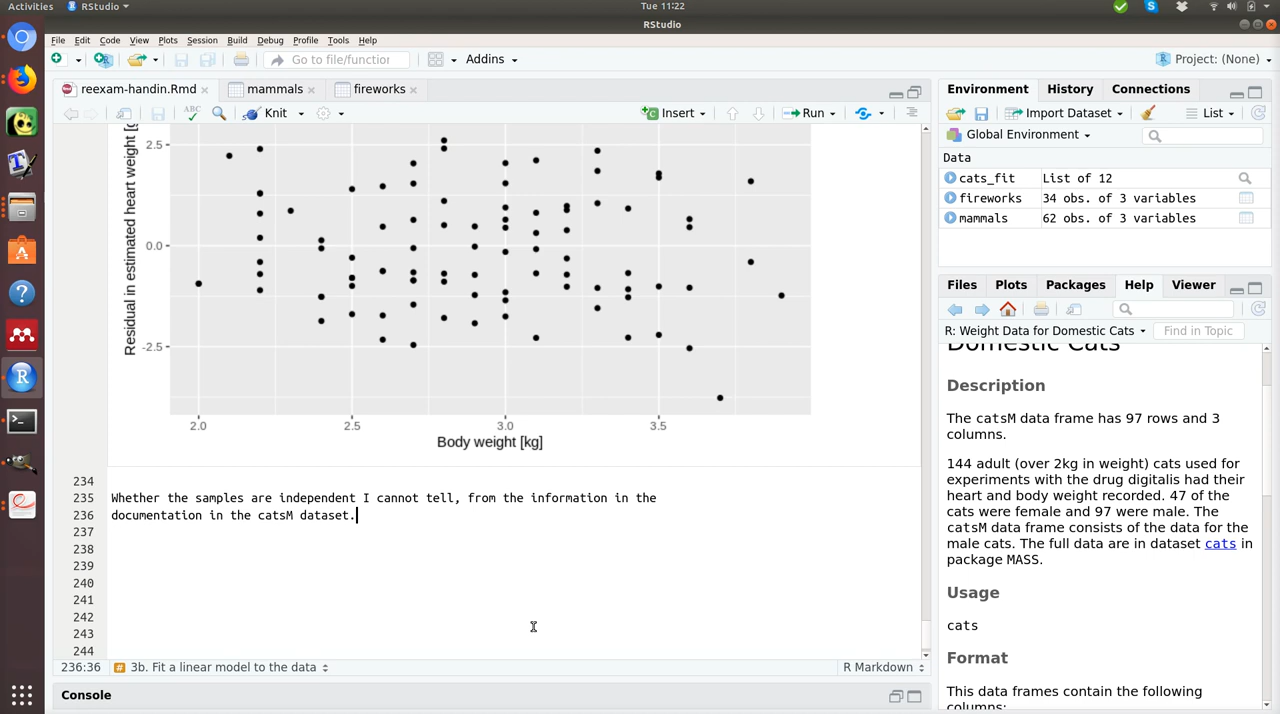 Activities RStudio Tue 11:22
RStudio
File Edit Code View Plots Session Build Debug Profile Tools Help
Go to file/function Addins Project: (None)
reexam-handin.Rmd mammals fireworks
ABC Knit Insert Run
Residual in estimated heart weight [g
2.5
0.0
-2.5
2.0 2.5 3.0 3.5
Body weight [kg]
234
235 Whether the samples are independent I cannot tell, from the information in the
236 documentation in the catsM dataset.
237
238
239
240
241
242
243
244
236:36 3b. Fit a linear model to the data R Markdown
Console
Environment History Connections
Import Dataset List
Global Environment
Data
cats_fit List of 12
fireworks 34 obs. of 3 variables
mammals 62 obs. of 3 variables
Files Plots Packages Help Viewer
R: Weight Data for Domestic Cats Find in Topic
Domestic Cats
Description
The catsM data frame has 97 rows and 3
columns.
144 adult (over 2kg in weight) cats used for
experiments with the drug digitalis had their
heart and body weight recorded. 47 of the
cats were female and 97 were male. The
catsM data frame consists of the data for the
male cats. The full data are in dataset cats in
package MASS.
Usage
cats
Format
This data frames contain the following
columns: